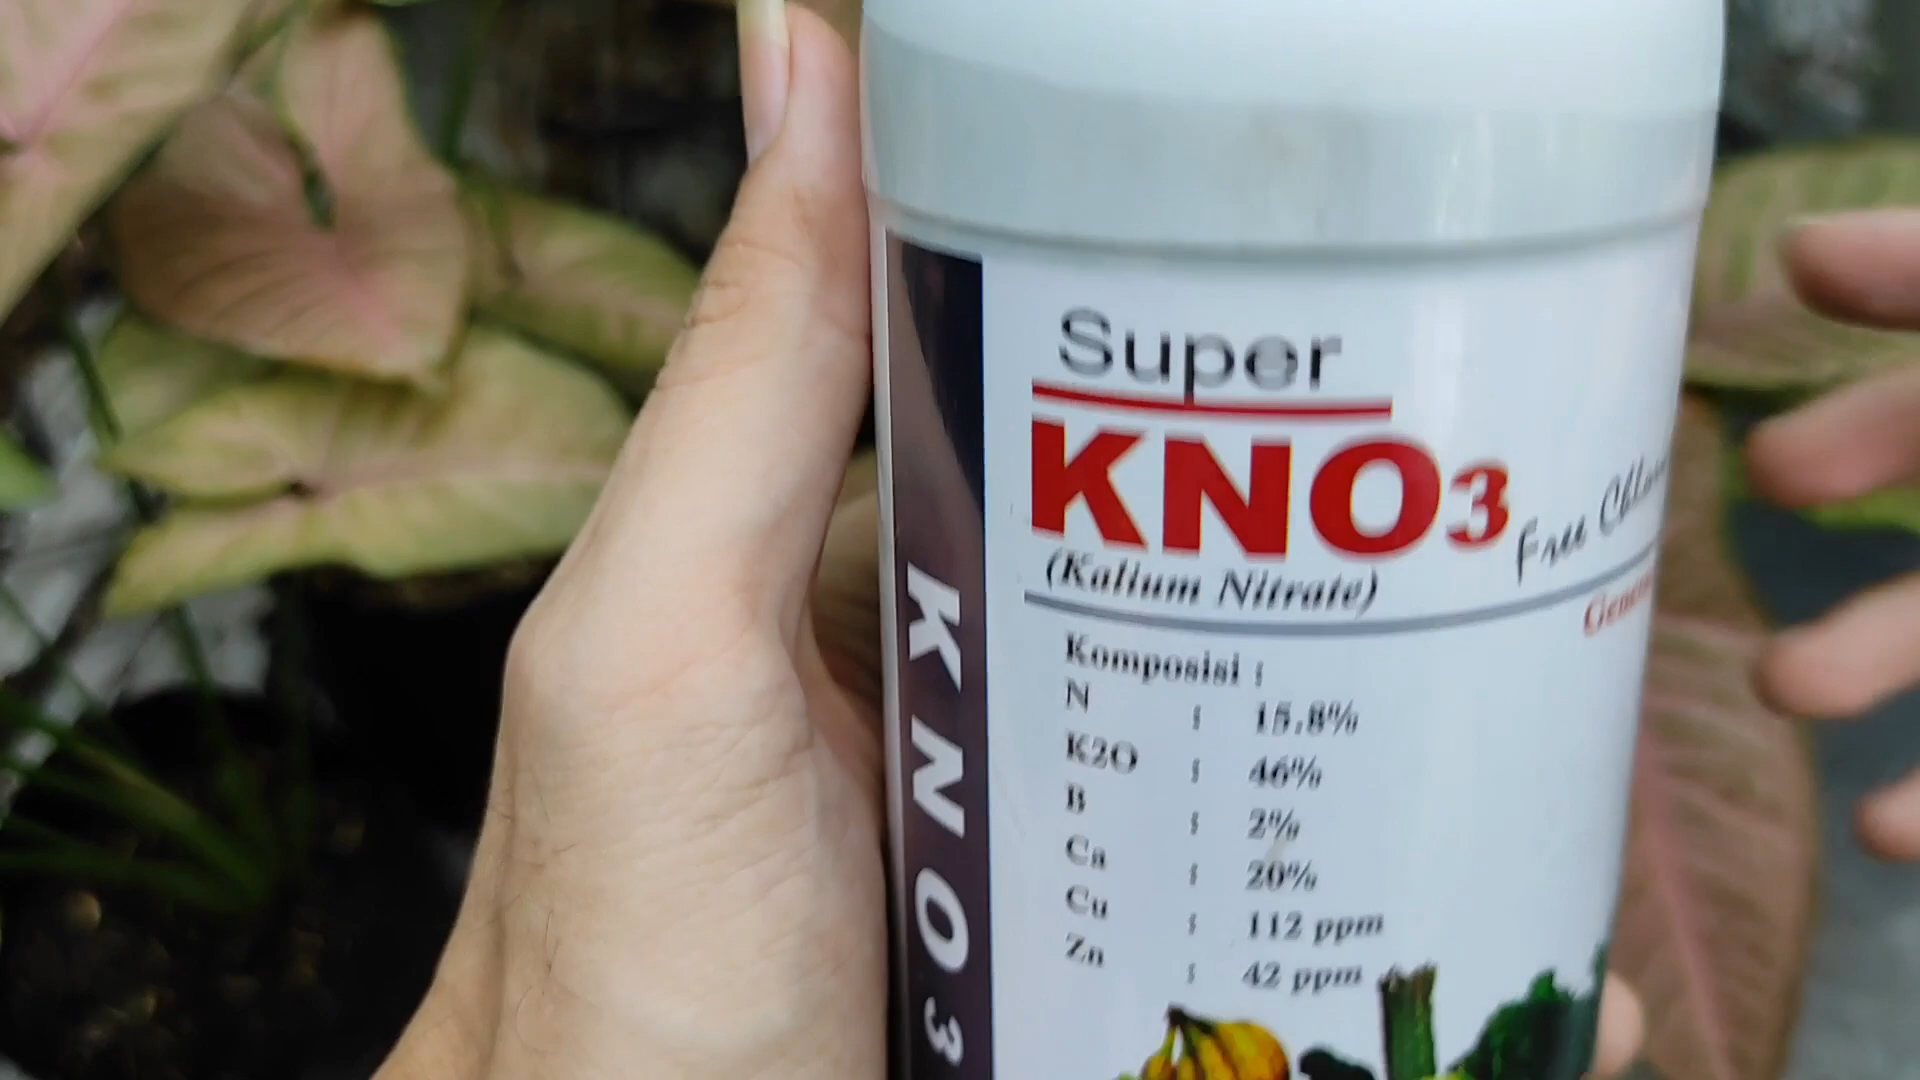 Super
KNO3
Free
(Kalium Nitrate)
Komposisi :
N : 15.8%
K2O : 46%
B : 2%
Ca : 20%
Cu : 112 ppm
Zn : 42 ppm
KNO3